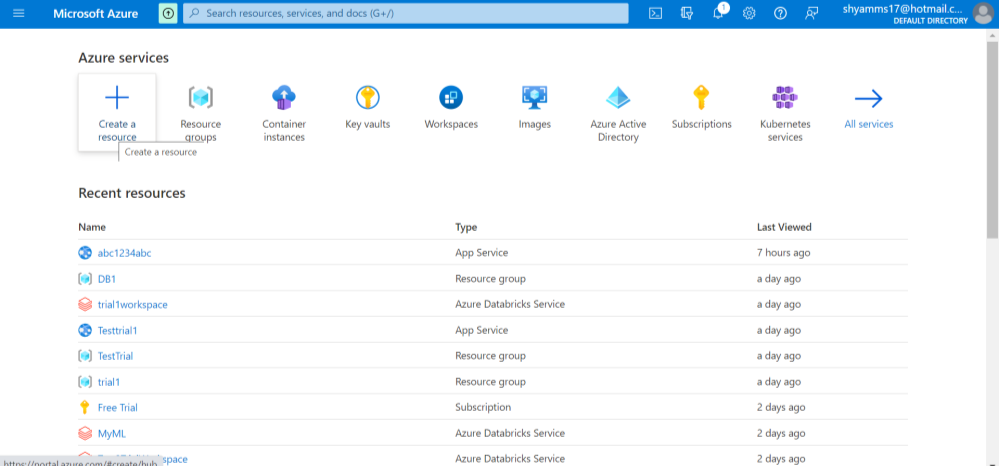 Microsoft Azure
Search resources, services, and docs (G+/)
1
shyamms17@hotmail.c...
DEFAULT DIRECTORY
Azure services
Create a resource
Resource groups
Container instances
Key vaults
Workspaces
Images
Azure Active Directory
Subscriptions
Kubernetes services
All services
Create a resource
Recent resources
Name Type Last Viewed
abc1234abc App Service 7 hours ago
DB1 Resource group a day ago
trial1workspace Azure Databricks Service a day ago
Testtrial1 App Service a day ago
TestTrial Resource group a day ago
trial1 Resource group a day ago
Free Trial Subscription 2 days ago
MyML Azure Databricks Service 2 days ago
space Azure Databricks Service 2 days ago
https://portal.azure.com/#create/hub